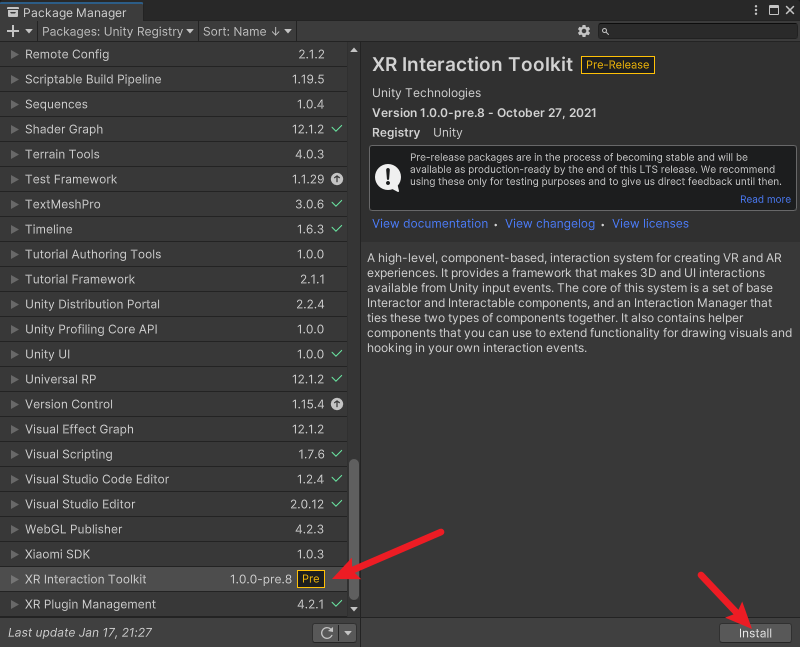 Package Manager
Packages: Unity Registry
Sort: Name
Remote Config 2.1.2
Scriptable Build Pipeline 1.19.5
Sequences 1.0.4
Shader Graph 12.1.2
Terrain Tools 4.0.3
Test Framework 1.1.29
TextMeshPro 3.0.6
Timeline 1.6.3
Tutorial Authoring Tools 1.0.0
Tutorial Framework 2.1.1
Unity Distribution Portal 2.2.4
Unity Profiling Core API 1.0.0
Unity UI 1.0.0
Universal RP 12.1.2
Version Control 1.15.4
Visual Effect Graph 12.1.2
Visual Scripting 1.7.6
Visual Studio Code Editor 1.2.4
Visual Studio Editor 2.0.12
WebGL Publisher 4.2.3
Xiaomi SDK 1.0.3
XR Interaction Toolkit 1.0.0-pre.8 Pre
XR Plugin Management 4.2.1
Last update Jan 17, 21:27
XR Interaction Toolkit Pre-Release
Unity Technologies
Version 1.0.0-pre.8 - October 27, 2021
Registry Unity
Pre-release packages are in the process of becoming stable and will be
available as production-ready by the end of this LTS release. We recommend
using these only for testing purposes and to give us direct feedback until then.
Read more
View documentation • View changelog • View licenses
A high-level, component-based, interaction system for creating VR and AR
experiences. It provides a framework that makes 3D and UI interactions
available from Unity input events. The core of this system is a set of base
Interactor and Interactable components, and an Interaction Manager that
ties these two types of components together. It also contains helper
components that you can use to extend functionality for drawing visuals and
hooking in your own interaction events.
Install